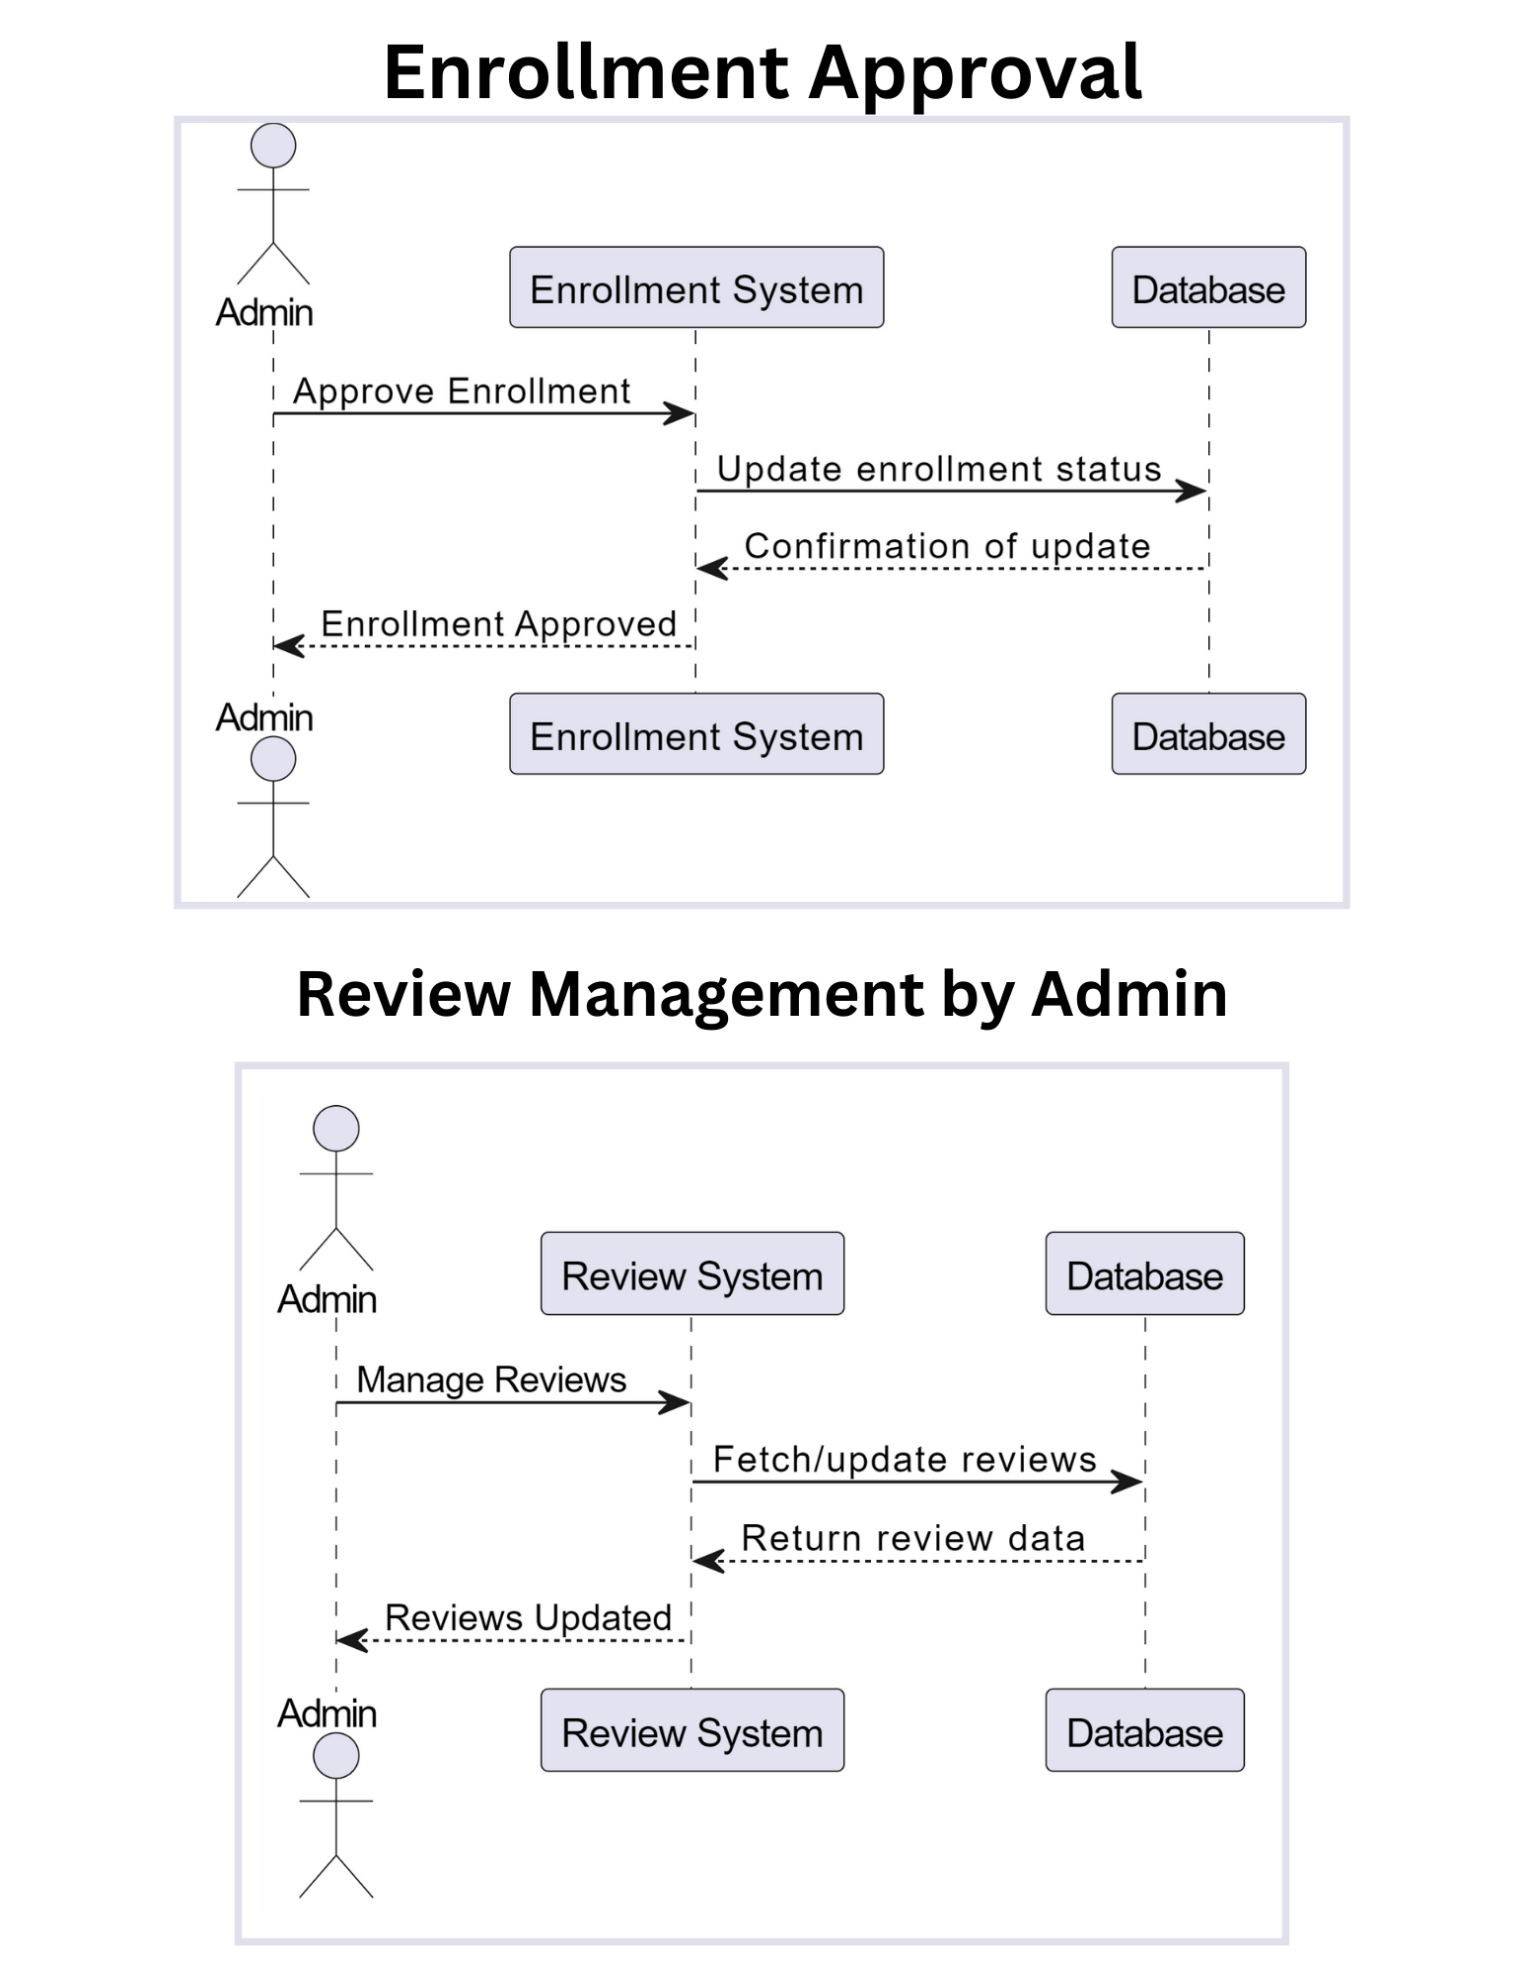 Enrollment Approval
Admin
Enrollment System
Database
Approve Enrollment
Update enrollment status
Confirmation of update
Enrollment Approved
Admin
Enrollment System
Database
Review Management by Admin
Admin
Review System
Database
Manage Reviews
Fetch/update reviews
Return review data
Reviews Updated
Admin
Review System
Database